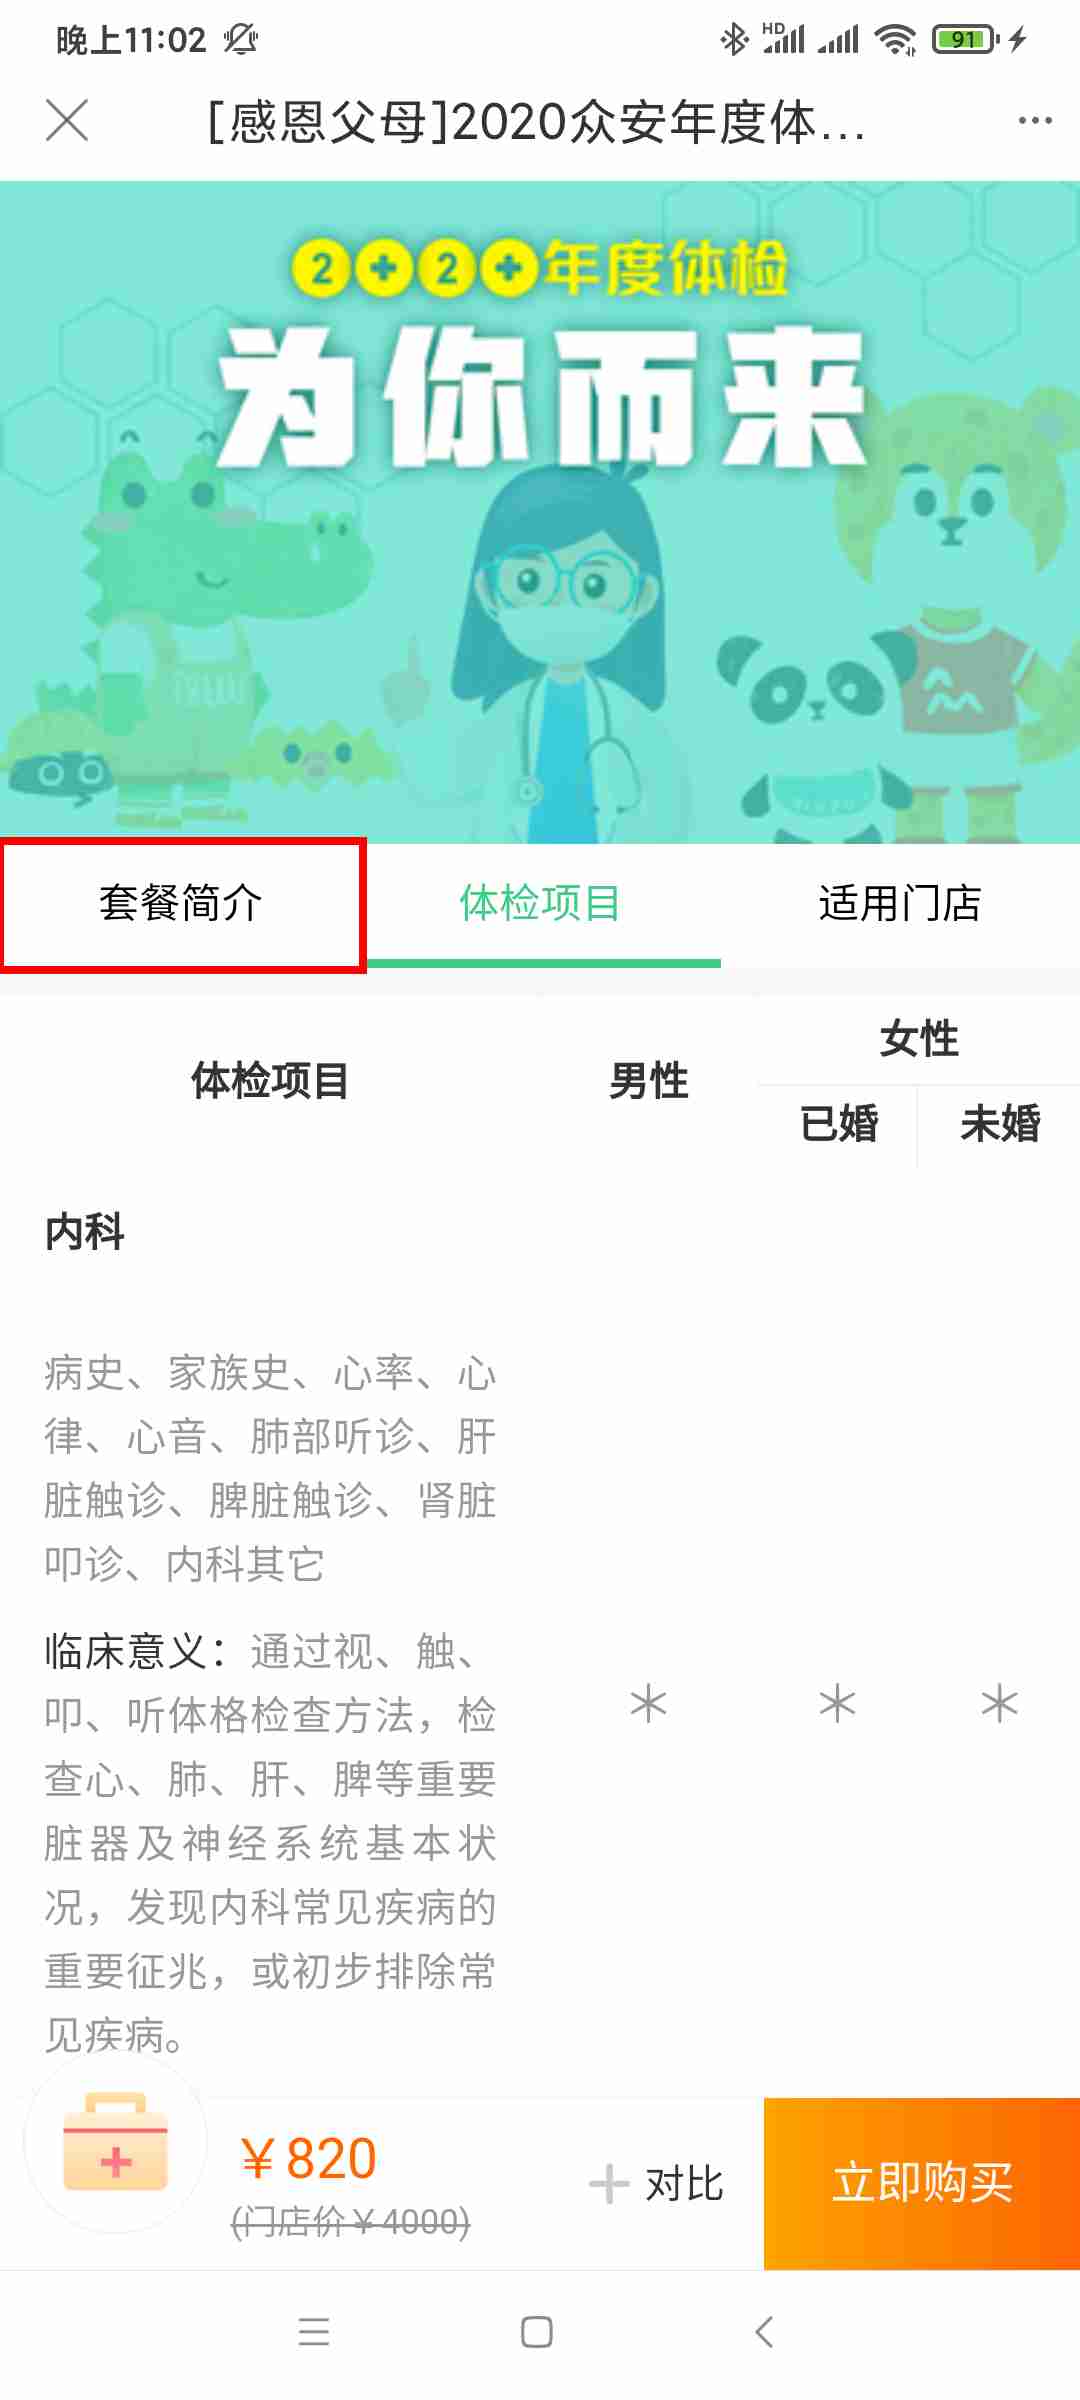 晚上11:02
HD
91
[感恩父母]2020众安年度体...
2020年度体检
为你而来
套餐简介
体检项目
适用门店
体检项目
男性
女性
已婚
未婚
内科
病史、家族史、心率、心
律、心音、肺部听诊、肝
脏触诊、脾脏触诊、肾脏
叩诊、内科其它
临床意义：通过视、触、
叩、听体格检查方法，检
查心、肺、肝、脾等重要
脏器及神经系统基本状
况，发现内科常见疾病的
重要征兆，或初步排除常
见疾病。
＊ ＊ ＊
￥820
(门店价￥4000)
对比
立即购买